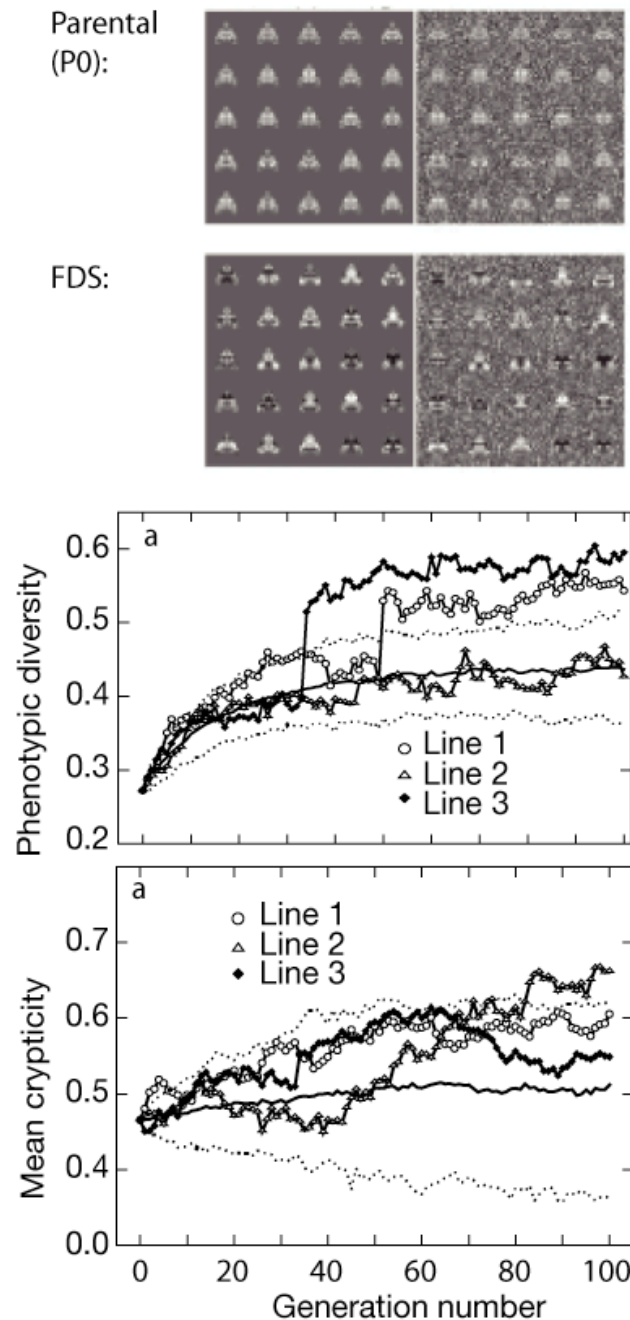 Parental
(P0):
FDS:
a
0.6
0.5
0.4
0.3
0.2
Phenotypic diversity
Line 1
Line 2
Line 3
a
Line 1
Line 2
Line 3
0.7
0.6
0.5
0.4
0.0
Mean crypticity
0 20 40 60 80 100
Generation number